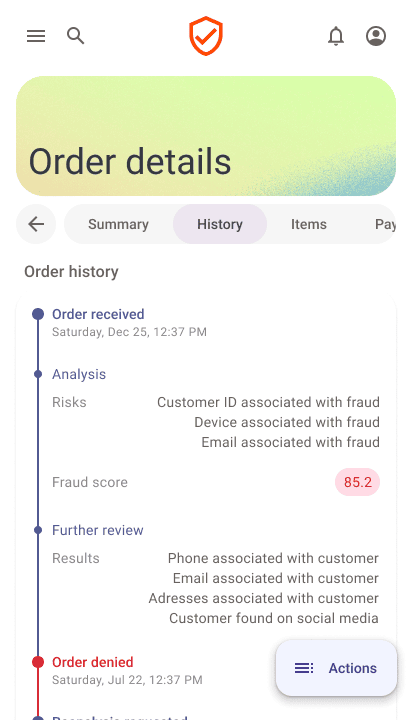 Order details
Summary
History
Items
Pay
Order history
Order received
Saturday, Dec 25, 12:37 PM
Analysis
Risks
Customer ID associated with fraud
Device associated with fraud
Email associated with fraud
Fraud score
85.2
Further review
Results
Phone associated with customer
Email associated with customer
Adresses associated with customer
Customer found on social media
Order denied
Saturday, Jul 22, 12:37 PM
Actions
Reanalysis requested